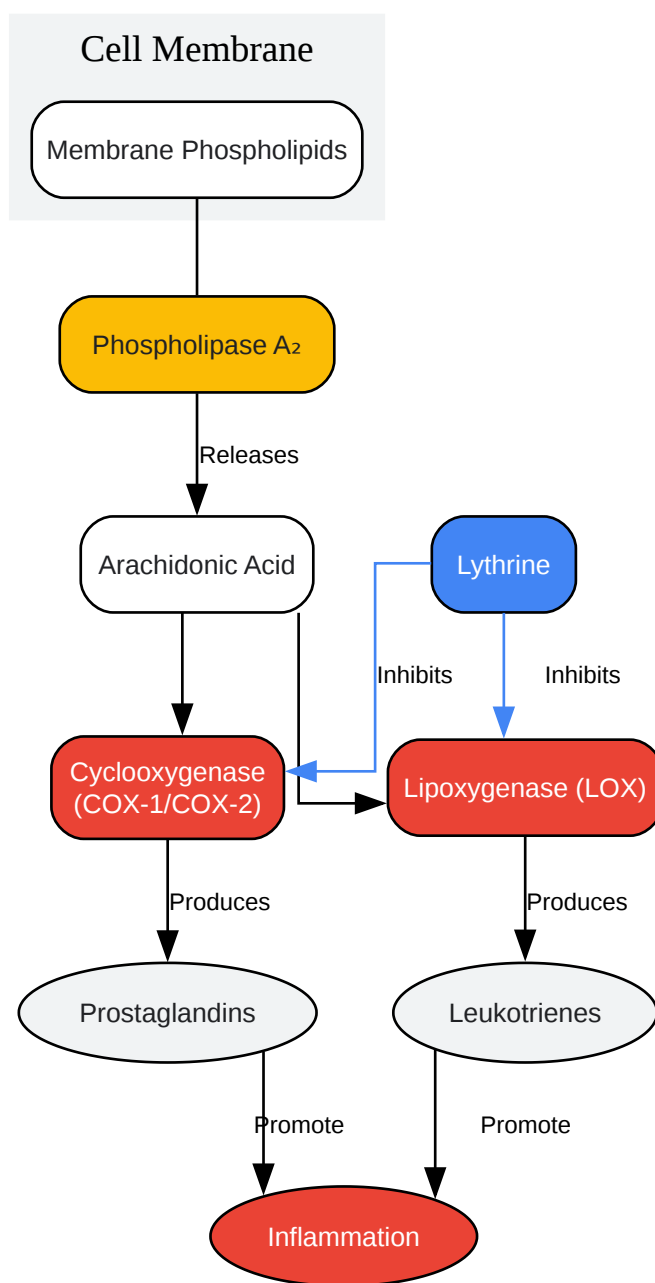 Cell Membrane
Membrane Phospholipids
Phospholipase A₂
Releases
Arachidonic Acid
Lythrine
Inhibits
Inhibits
Cyclooxygenase
(COX-1/COX-2)
Lipoxygenase (LOX)
Produces
Produces
Prostaglandins
Leukotrienes
Promote
Promote
Inflammation